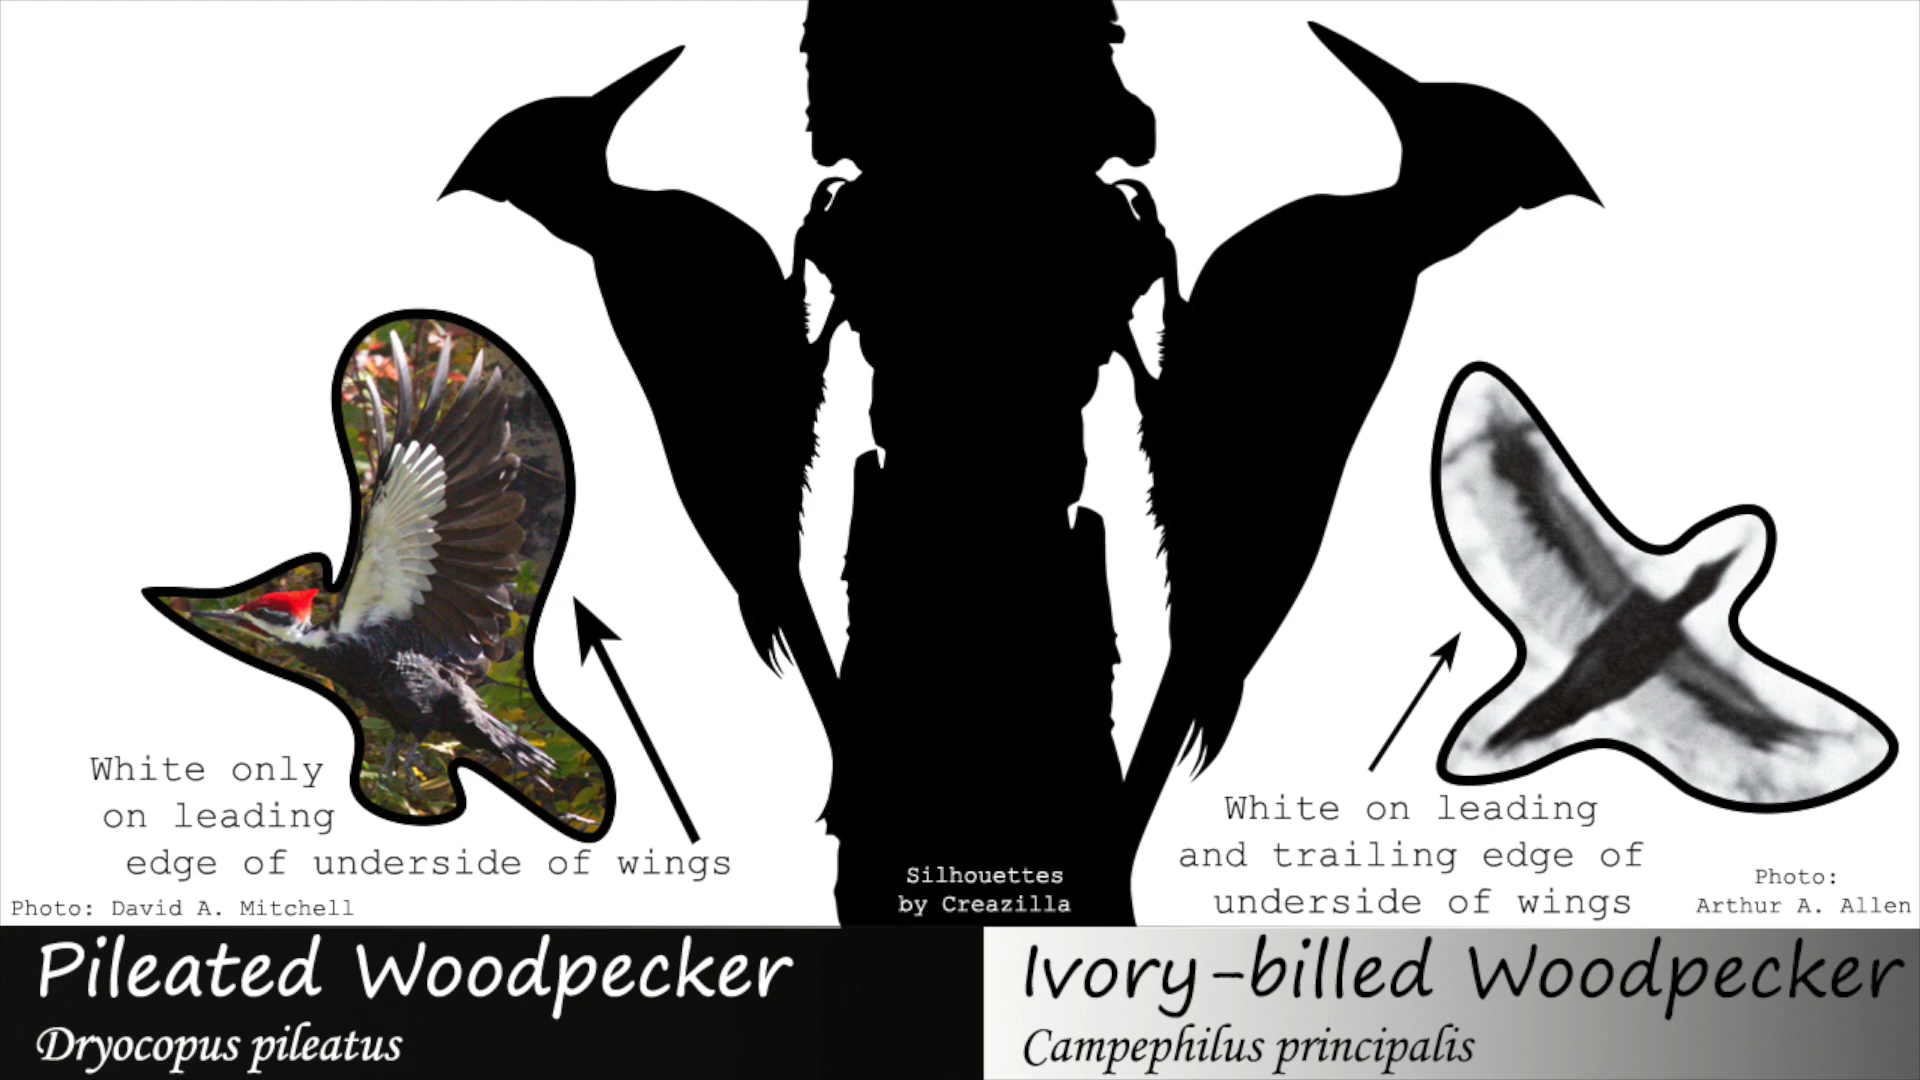 White only
on leading
edge of underside of wings
Photo: David A. Mitchell
Silhouettes
by Creazilla
White on leading
and trailing edge of
underside of wings
Photo:
Arthur A. Allen
Pileated Woodpecker
Dryocopus pileatus
Ivory-billed Woodpecker
Campephilus principalis